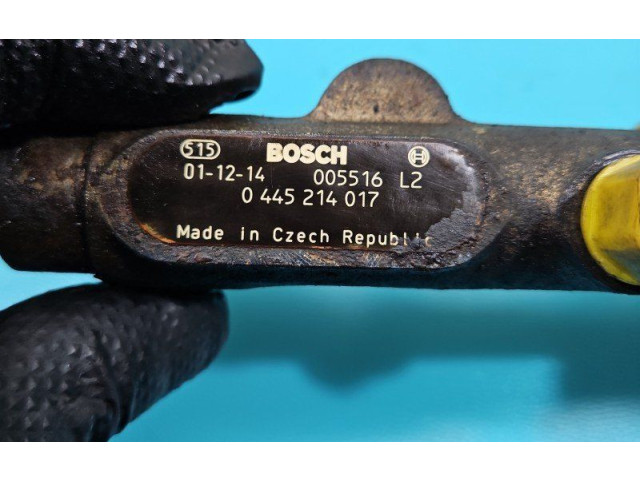 515 BOSCH
01-12-14 005516 L2
0 445 214 017
Made in Czech Republic